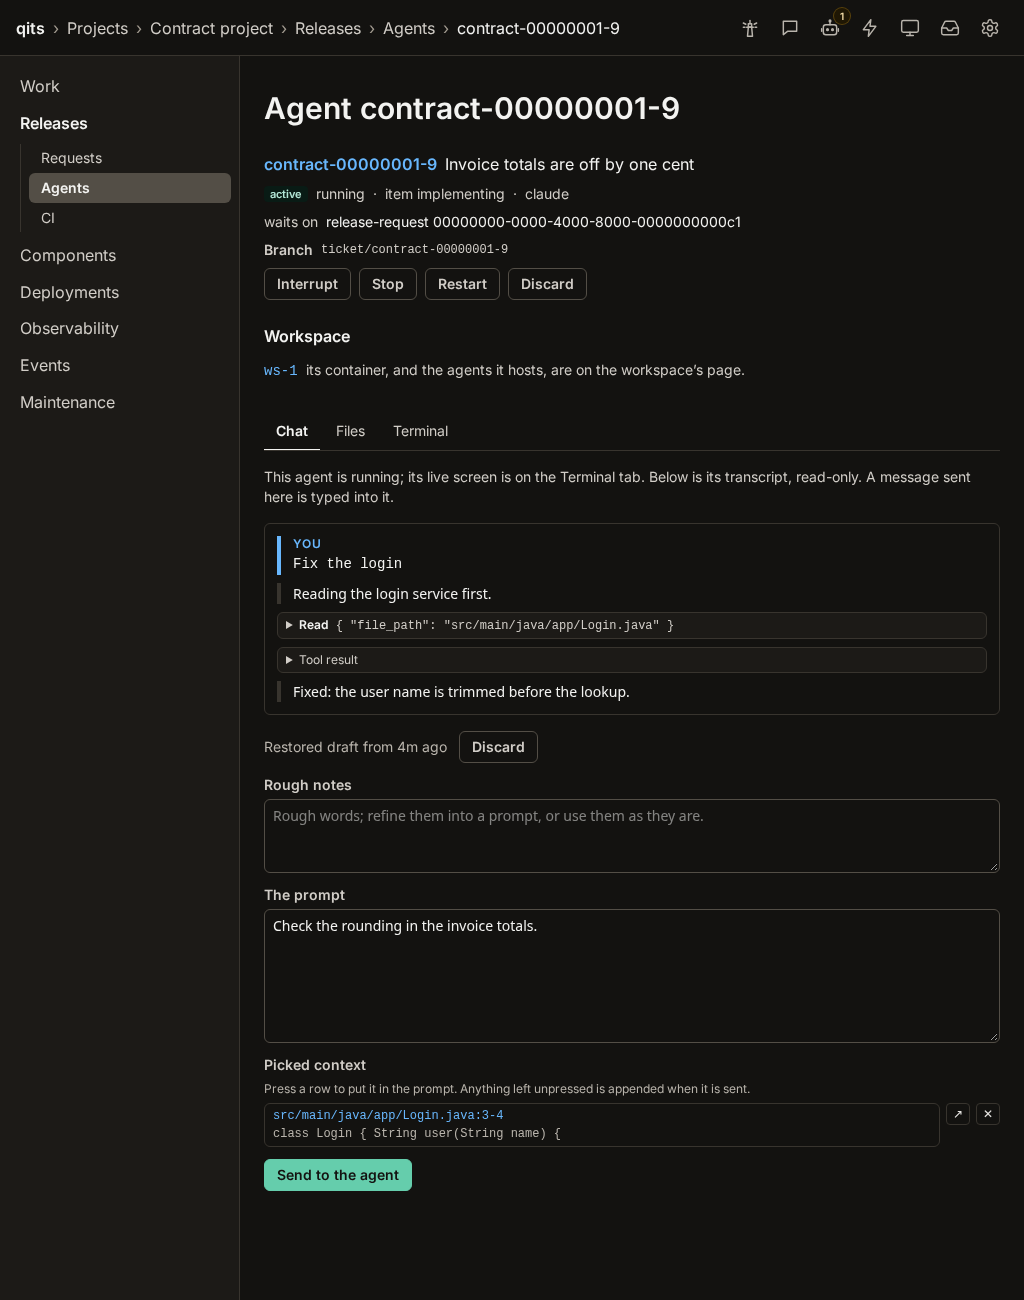 qits › Projects › Contract project › Releases › Agents › contract-00000001-9
1
Work
Releases
Requests
Agents
CI
Components
Deployments
Observability
Events
Maintenance
Agent contract-00000001-9
contract-00000001-9 Invoice totals are off by one cent
active running · item implementing · claude
waits on release-request 00000000-0000-4000-8000-0000000000c1
Branch ticket/contract-00000001-9
Interrupt Stop Restart Discard
Workspace
ws-1 its container, and the agents it hosts, are on the workspace’s page.
Chat Files Terminal
This agent is running; its live screen is on the Terminal tab. Below is its transcript, read-only. A message sent
here is typed into it.
YOU
Fix the login
Reading the login service first.
Read { "file_path": "src/main/java/app/Login.java" }
Tool result
Fixed: the user name is trimmed before the lookup.
Restored draft from 4m ago Discard
Rough notes
Rough words; refine them into a prompt, or use them as they are.
The prompt
Check the rounding in the invoice totals.
Picked context
Press a row to put it in the prompt. Anything left unpressed is appended when it is sent.
src/main/java/app/Login.java:3-4
class Login { String user(String name) {
Send to the agent